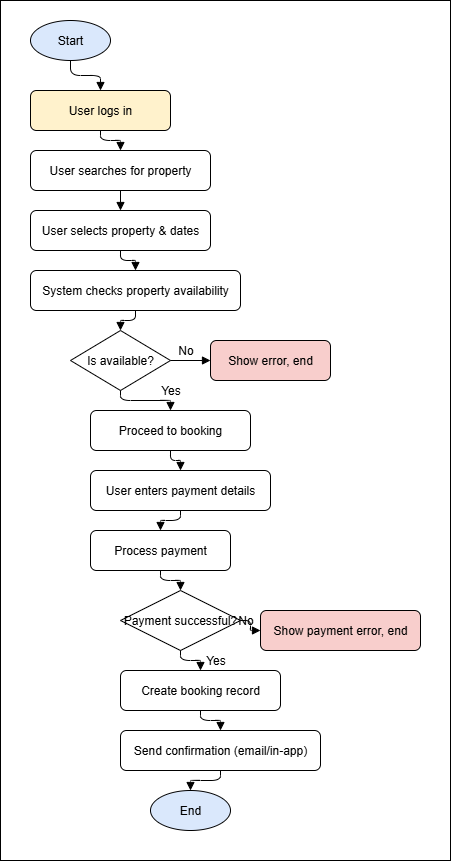 Start
User logs in
User searches for property
User selects property & dates
System checks property availability
Is available?
No
Show error, end
Yes
Proceed to booking
User enters payment details
Process payment
Payment successful?
No
Show payment error, end
Yes
Create booking record
Send confirmation (email/in-app)
End